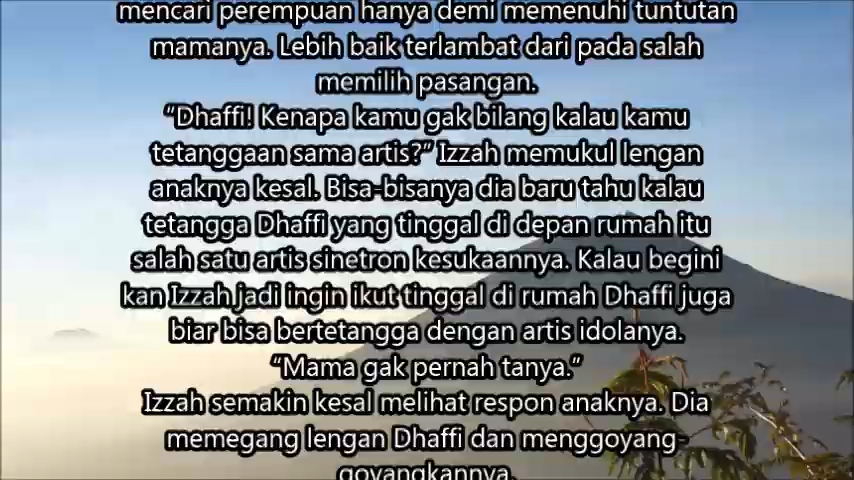 mencari perempuan hanya demi memenuhi tuntutan
mamanya. Lebih baik terlambat dari pada salah
memilih pasangan.
“Dhaffi! Kenapa kamu gak bilang kalau kamu
tetanggaan sama artis?” Izzah memukul lengan
anaknya kesal. Bisa-bisanya dia baru tahu kalau
tetangga Dhaffi yang tinggal di depan rumah itu
salah satu artis sinetron kesukaannya. Kalau begini
kan Izzah jadi ingin ikut tinggal di rumah Dhaffi juga
biar bisa bertetangga dengan artis idolanya.
“Mama gak pernah tanya.”
Izzah semakin kesal melihat respon anaknya. Dia
memegang lengan Dhaffi dan menggoyang-
goyangkannya.